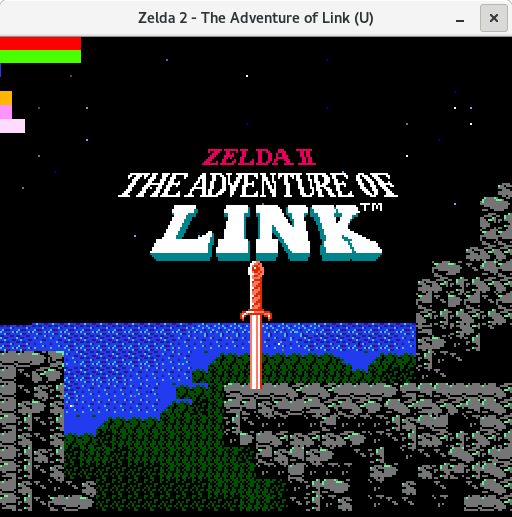 Zelda 2 - The Adventure of Link (U)
ZELDA II
THE ADVENTURE OF
LINK™